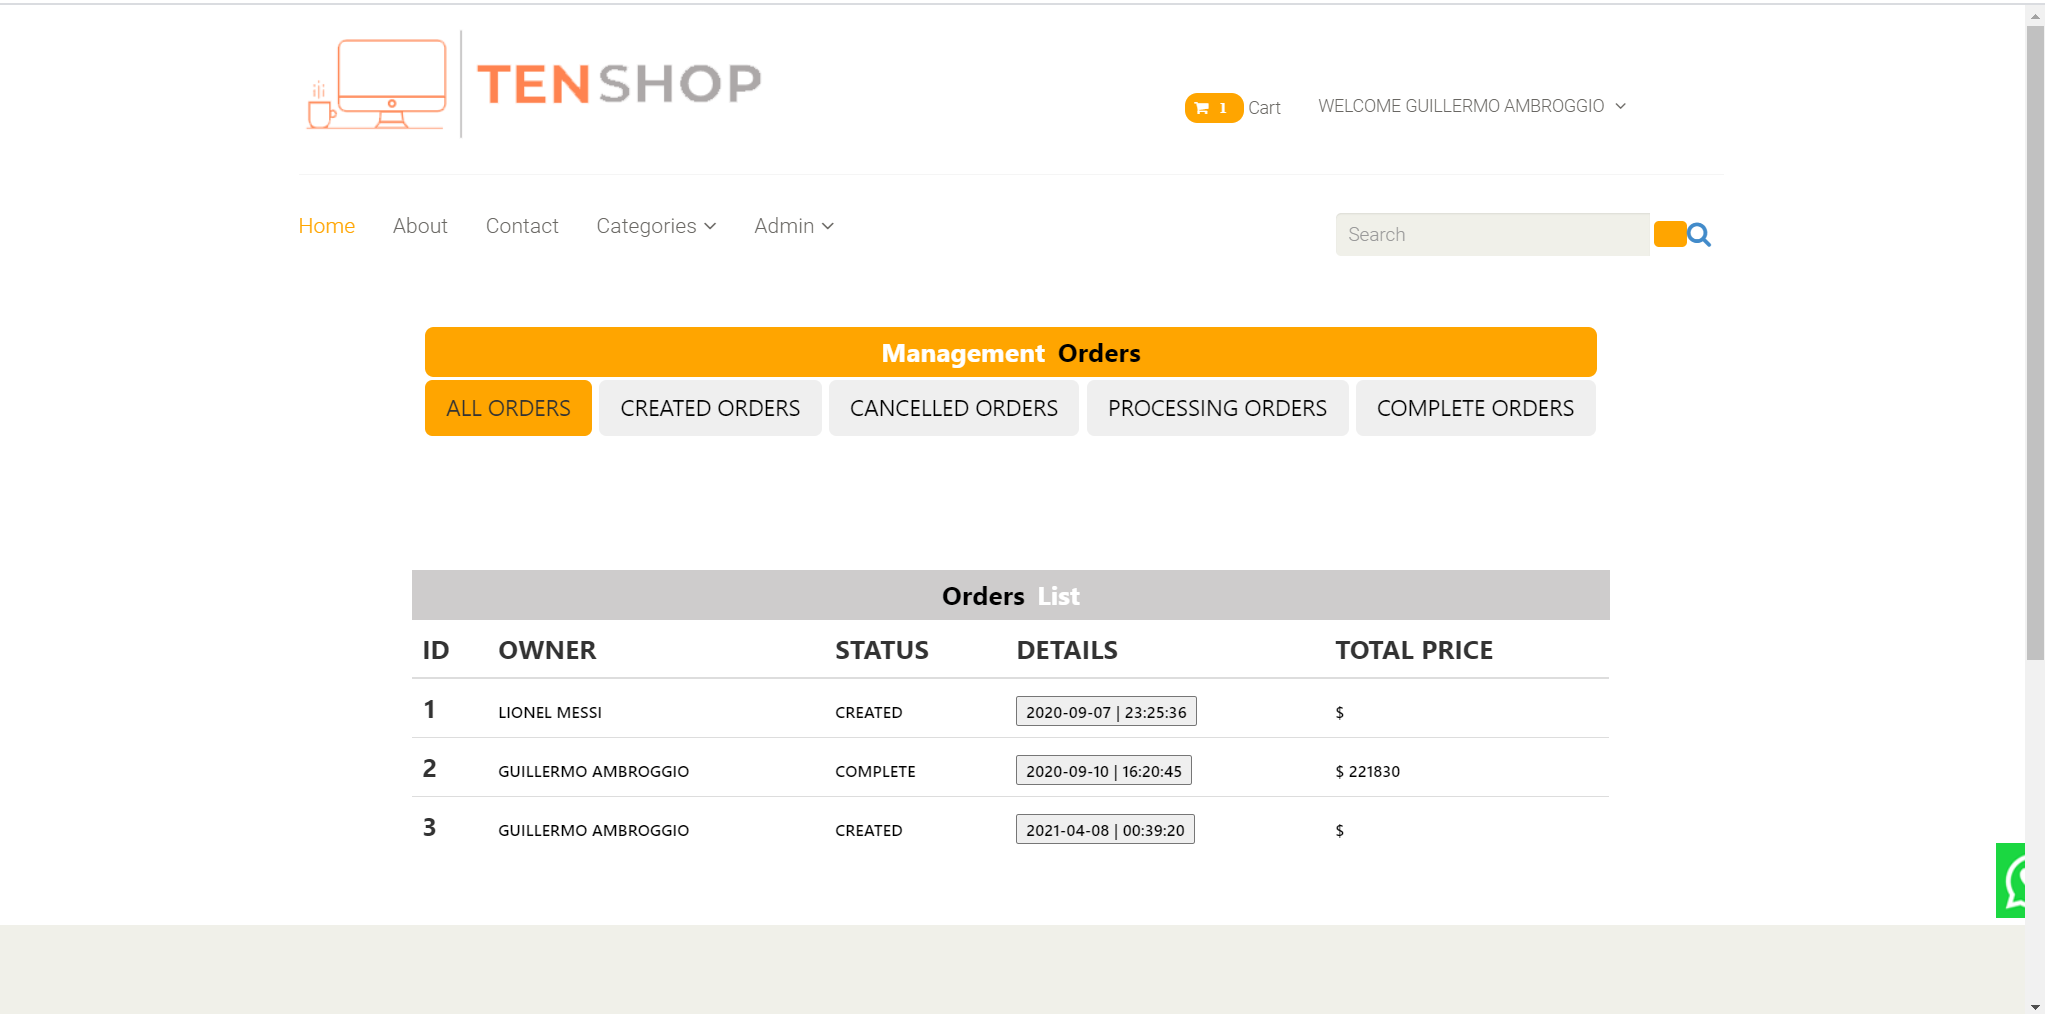 TENSHOP
1 Cart WELCOME GUILLERMO AMBROGGIO
Home About Contact Categories Admin Search
Management Orders
ALL ORDERS CREATED ORDERS CANCELLED ORDERS PROCESSING ORDERS COMPLETE ORDERS
Orders List
ID OWNER STATUS DETAILS TOTAL PRICE
1 LIONEL MESSI CREATED 2020-09-07 | 23:25:36 $
2 GUILLERMO AMBROGGIO COMPLETE 2020-09-10 | 16:20:45 $ 221830
3 GUILLERMO AMBROGGIO CREATED 2021-04-08 | 00:39:20 $